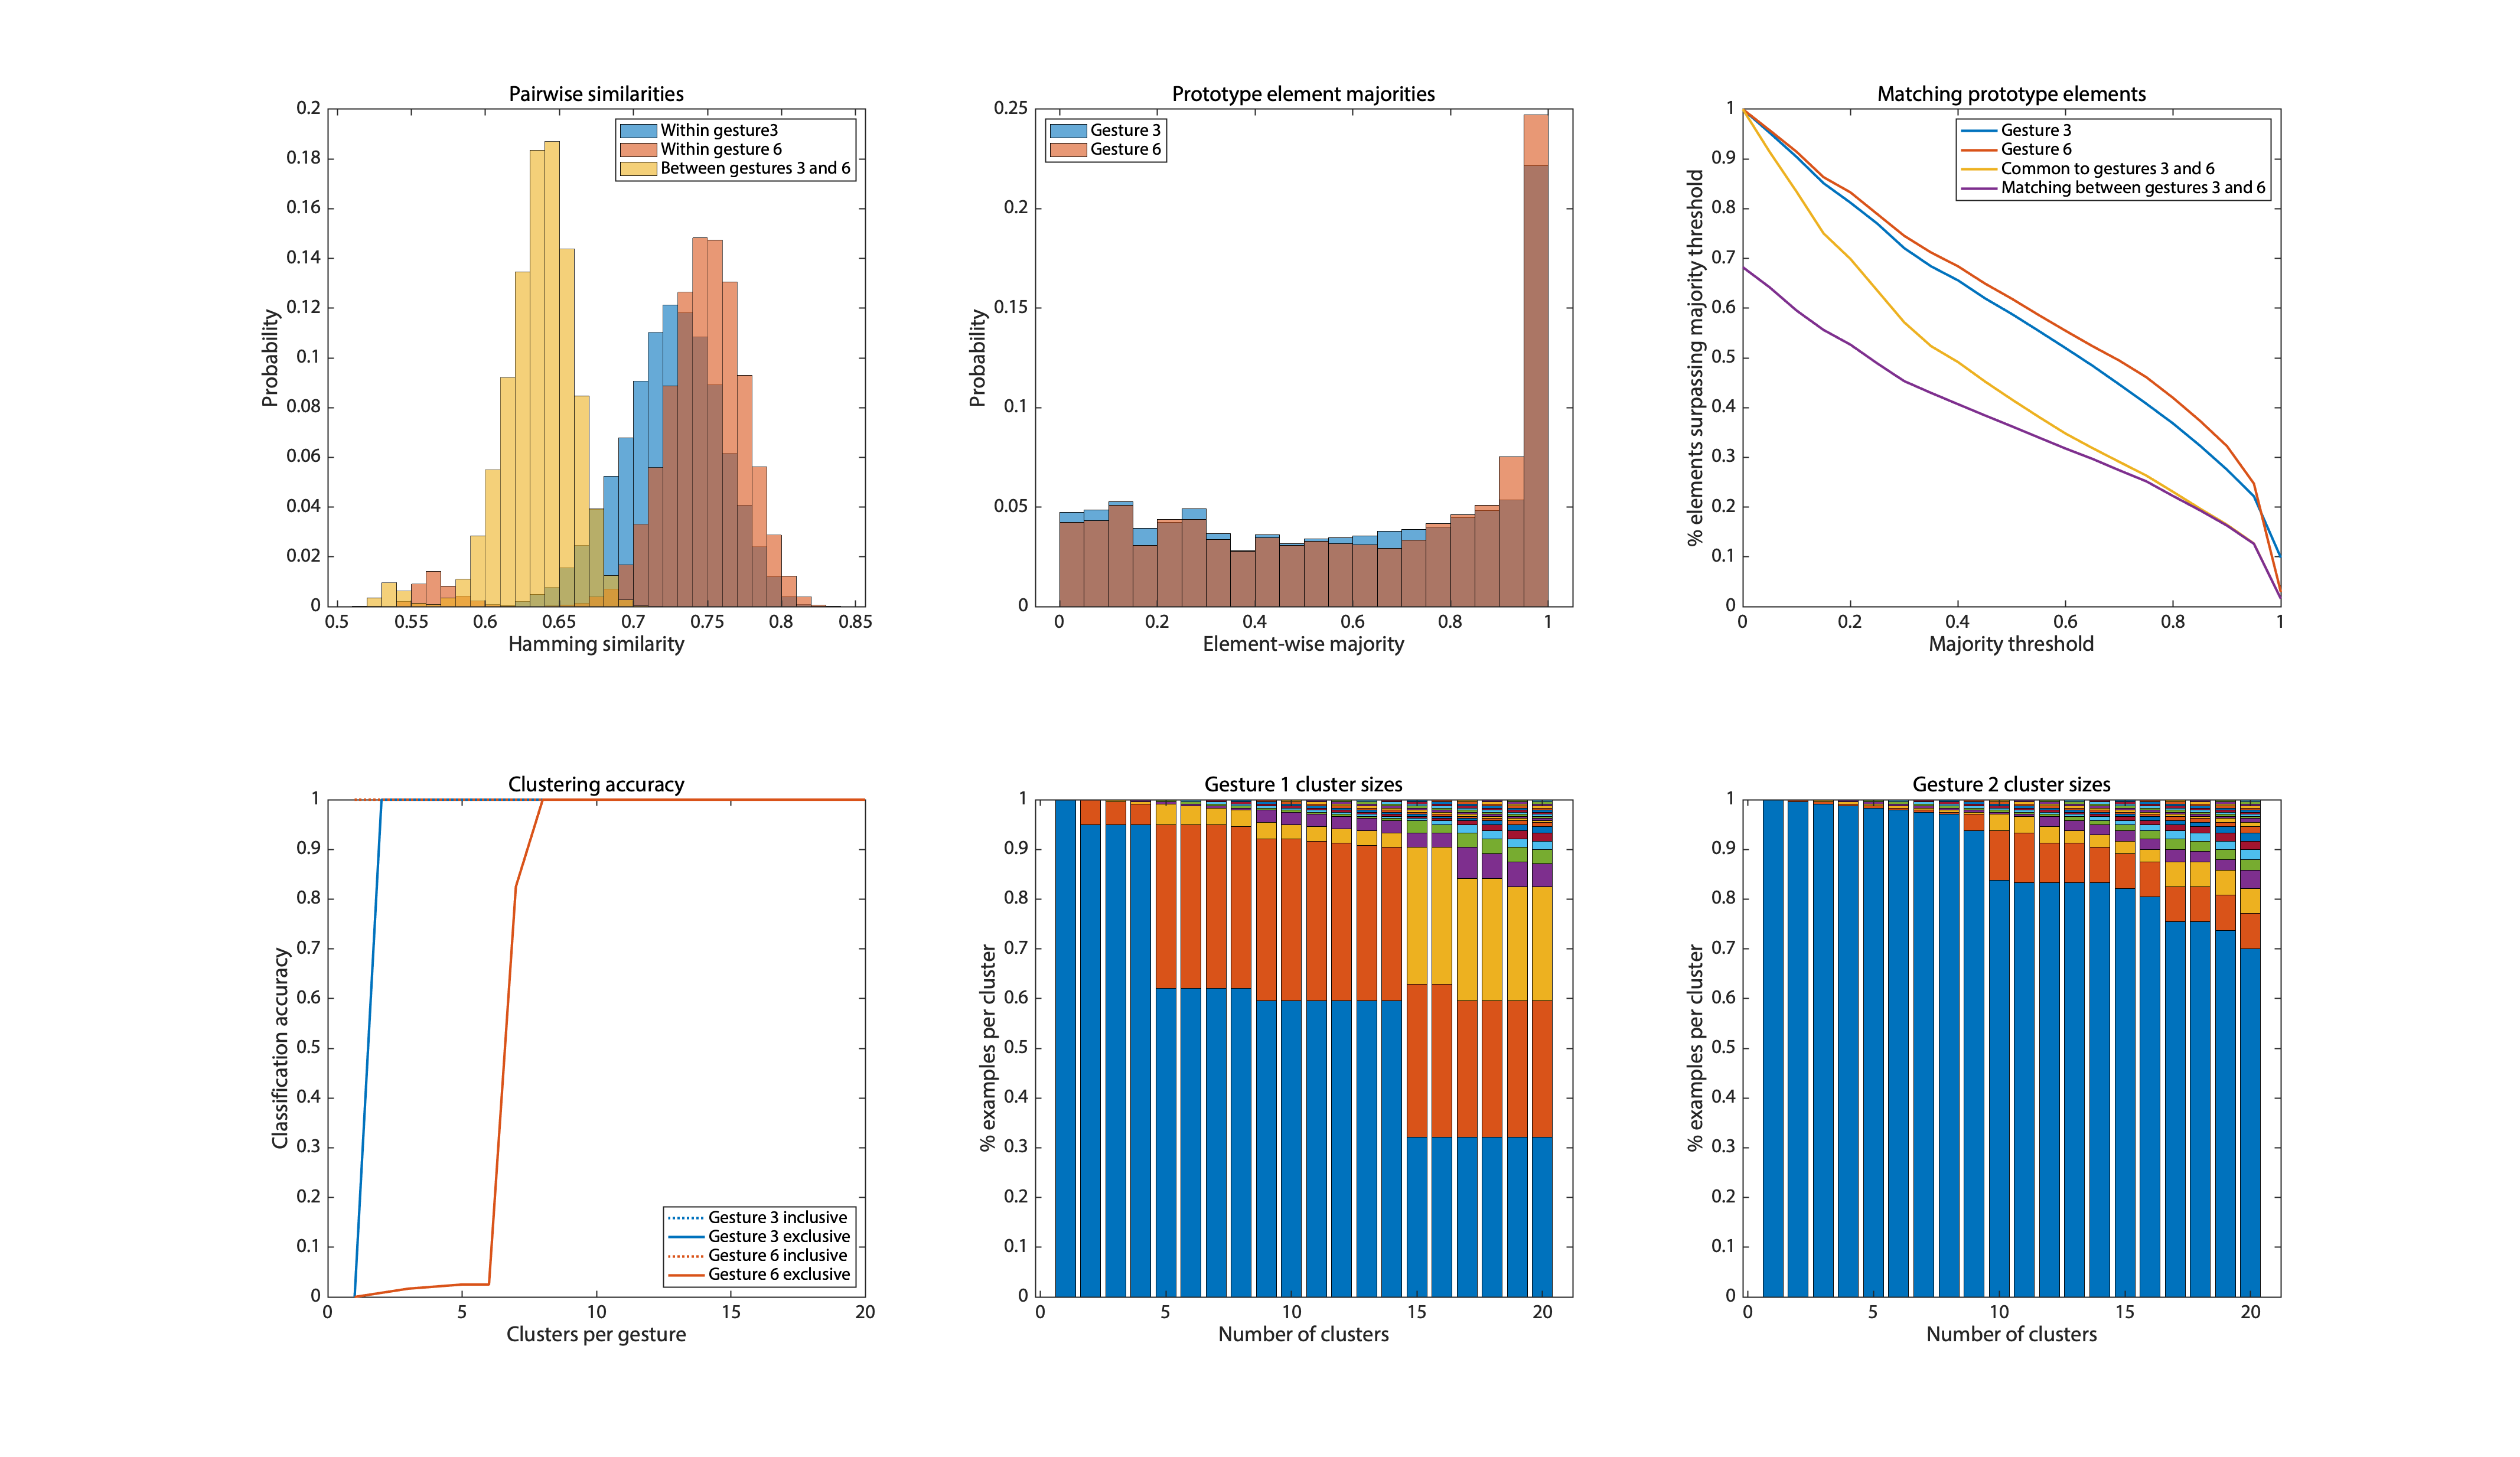 Pairwise similarities
0.2
0.18
0.16
0.14
0.12
0.1
0.08
0.06
0.04
0.02
0
Probability
Within gesture3
Within gesture 6
Between gestures 3 and 6
0.5 0.55 0.6 0.65 0.7 0.75 0.8 0.85
Hamming similarity
Prototype element majorities
0.25
0.2
0.15
0.1
0.05
0
Probability
Gesture 3
Gesture 6
0 0.2 0.4 0.6 0.8 1
Element-wise majority
Matching prototype elements
1
0.9
0.8
0.7
0.6
0.5
0.4
0.3
0.2
0.1
0
% elements surpassing majority threshold
Gesture 3
Gesture 6
Common to gestures 3 and 6
Matching between gestures 3 and 6
0 0.2 0.4 0.6 0.8 1
Majority threshold
Clustering accuracy
1
0.9
0.8
0.7
0.6
0.5
0.4
0.3
0.2
0.1
0
Classification accuracy
Gesture 3 inclusive
Gesture 3 exclusive
Gesture 6 inclusive
Gesture 6 exclusive
0 5 10 15 20
Clusters per gesture
Gesture 1 cluster sizes
1
0.9
0.8
0.7
0.6
0.5
0.4
0.3
0.2
0.1
0
% examples per cluster
0 5 10 15 20
Number of clusters
Gesture 2 cluster sizes
1
0.9
0.8
0.7
0.6
0.5
0.4
0.3
0.2
0.1
0
% examples per cluster
0 5 10 15 20
Number of clusters